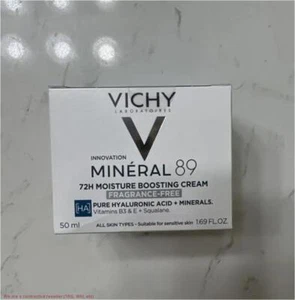 VICHY
LABORATOIRES
V
INNOVATION
MINÉRAL 89
72H MOISTURE BOOSTING CREAM
FRAGRANCE-FREE
[HA] PURE HYALURONIC ACID + MINERALS.
Vitamins B3 & E + Squalane
50 ml ALL SKIN TYPES - Suitable for sensitive skin 1.69 FL.OZ.